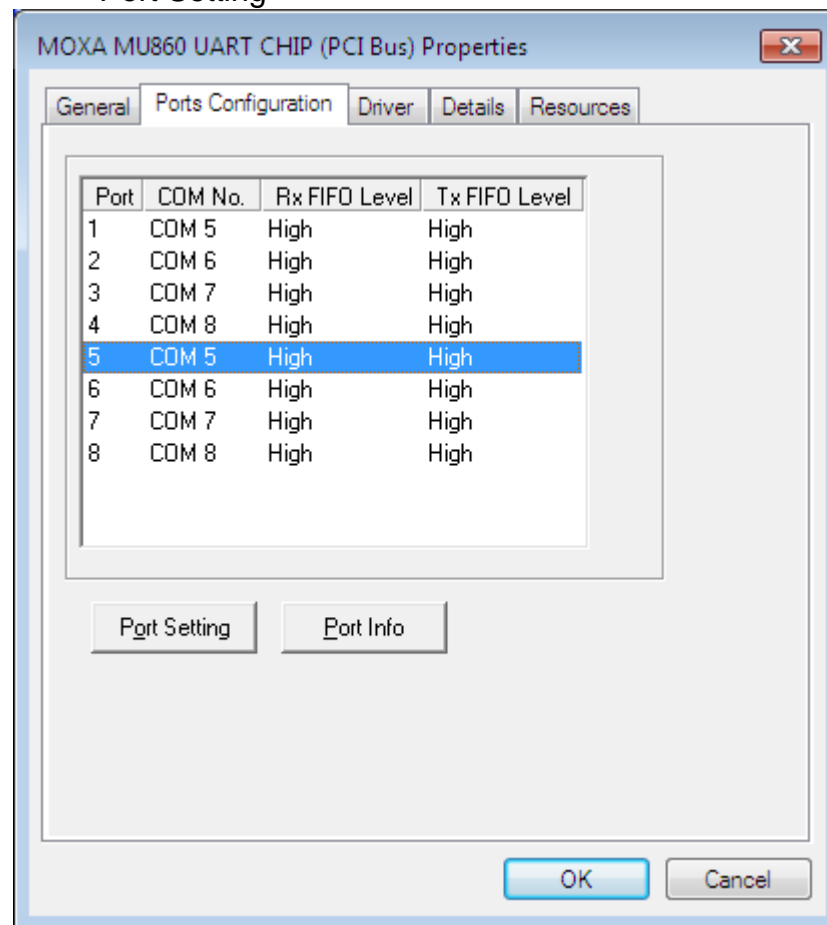 Port Setting
MOXA MU860 UART CHIP (PCI Bus) Properties
General Ports Configuration Driver Details Resources
Port COM No. Rx FIFO Level Tx FIFO Level
1 COM 5 High High
2 COM 6 High High
3 COM 7 High High
4 COM 8 High High
5 COM 5 High High
6 COM 6 High High
7 COM 7 High High
8 COM 8 High High
Port Setting Port Info
OK Cancel